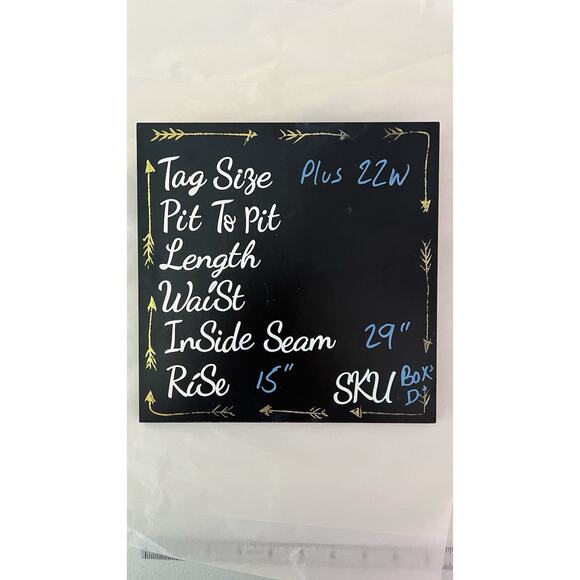 Tag Size Plus 22W
Pit To Pit
Length
Waist
InSide Seam 29"
RiSe 15" SKU BOX
D